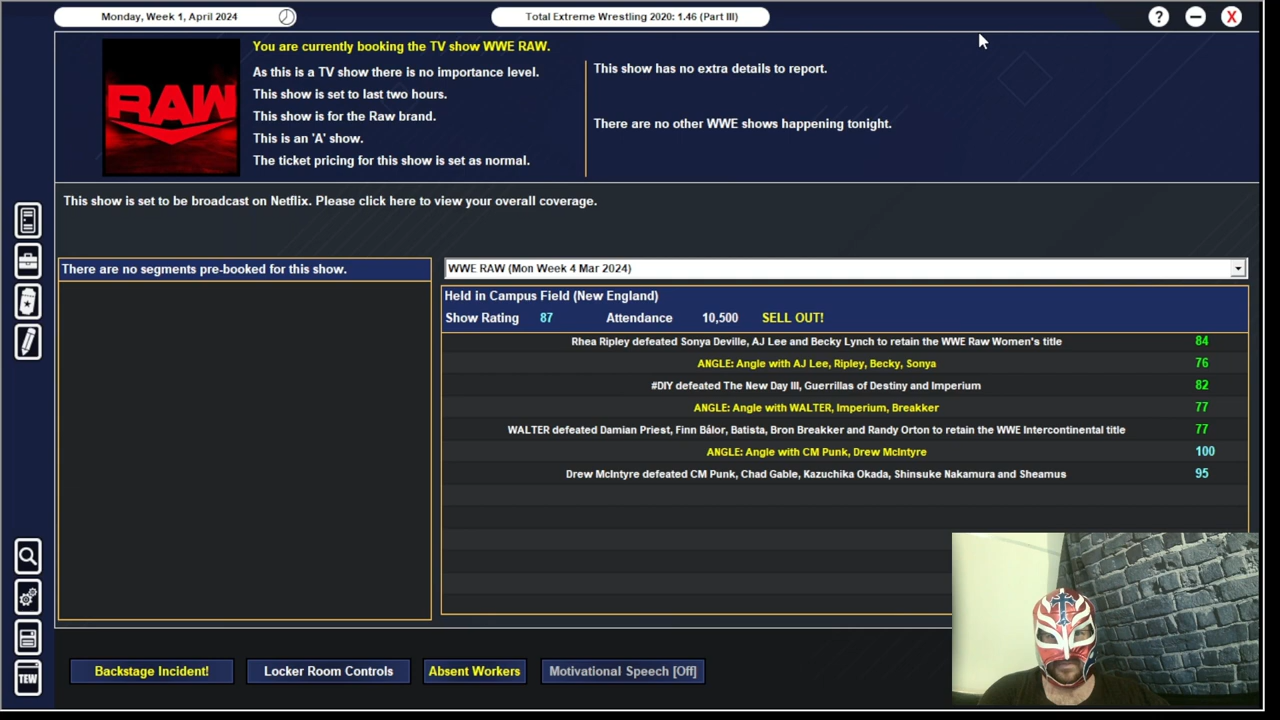 Monday, Week 1, April 2024
Total Extreme Wrestling 2020: 1.46 (Part III)
?
X
RAW
You are currently booking the TV show WWE RAW.
As this is a TV show there is no importance level.
This show is set to last two hours.
This show is for the Raw brand.
This is an 'A' show.
The ticket pricing for this show is set as normal.
This show has no extra details to report.
There are no other WWE shows happening tonight.
This show is set to be broadcast on Netflix. Please click here to view your overall coverage.
There are no segments pre-booked for this show.
WWE RAW (Mon Week 4 Mar 2024)
Held in Campus Field (New England)
Show Rating 87 Attendance 10,500 SELL OUT!
Rhea Ripley defeated Sonya Deville, AJ Lee and Becky Lynch to retain the WWE Raw Women's title 84
ANGLE: Angle with AJ Lee, Ripley, Becky, Sonya 76
#DIY defeated The New Day III, Guerrillas of Destiny and Imperium 82
ANGLE: Angle with WALTER, Imperium, Breakker 77
WALTER defeated Damian Priest, Finn Bálor, Batista, Bron Breakker and Randy Orton to retain the WWE Intercontinental title 77
ANGLE: Angle with CM Punk, Drew McIntyre 100
Drew McIntyre defeated CM Punk, Chad Gable, Kazuchika Okada, Shinsuke Nakamura and Sheamus 95
TEW
Backstage Incident!
Locker Room Controls
Absent Workers
Motivational Speech [Off]